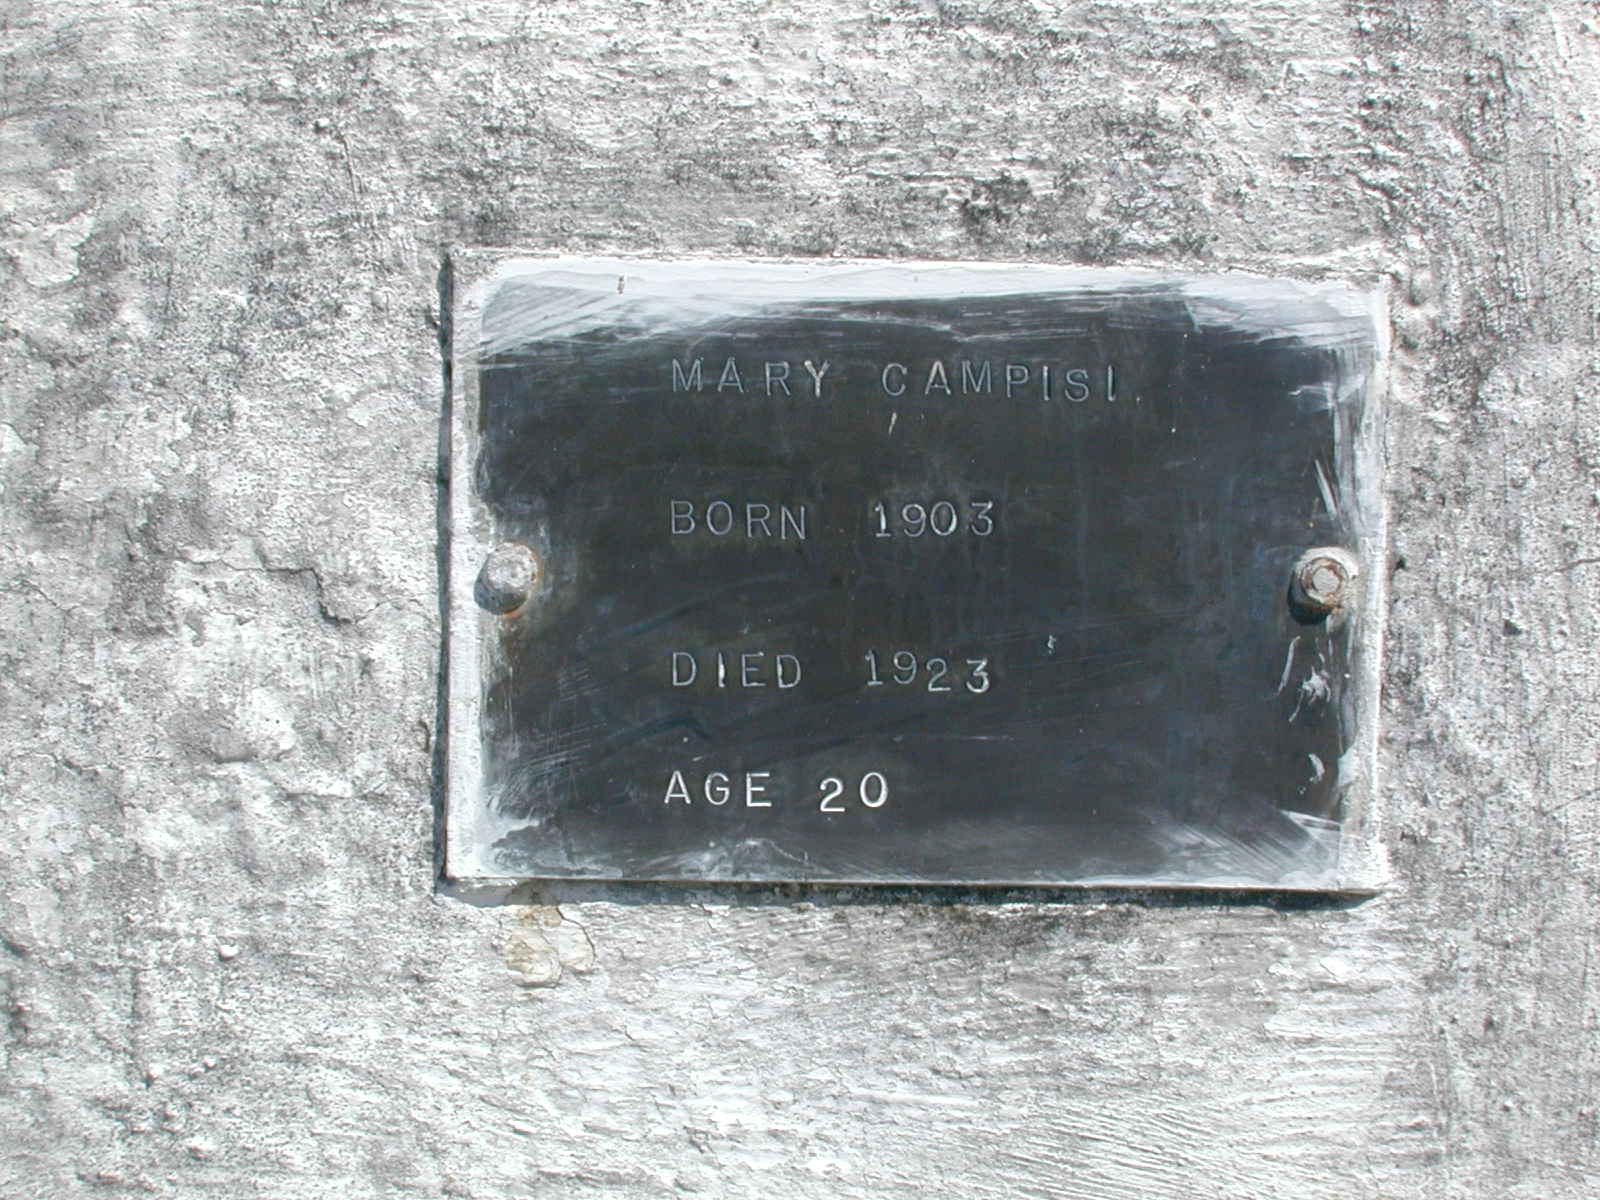 MARY CAMPISI.
BORN 1903
DIED 1923
AGE 20